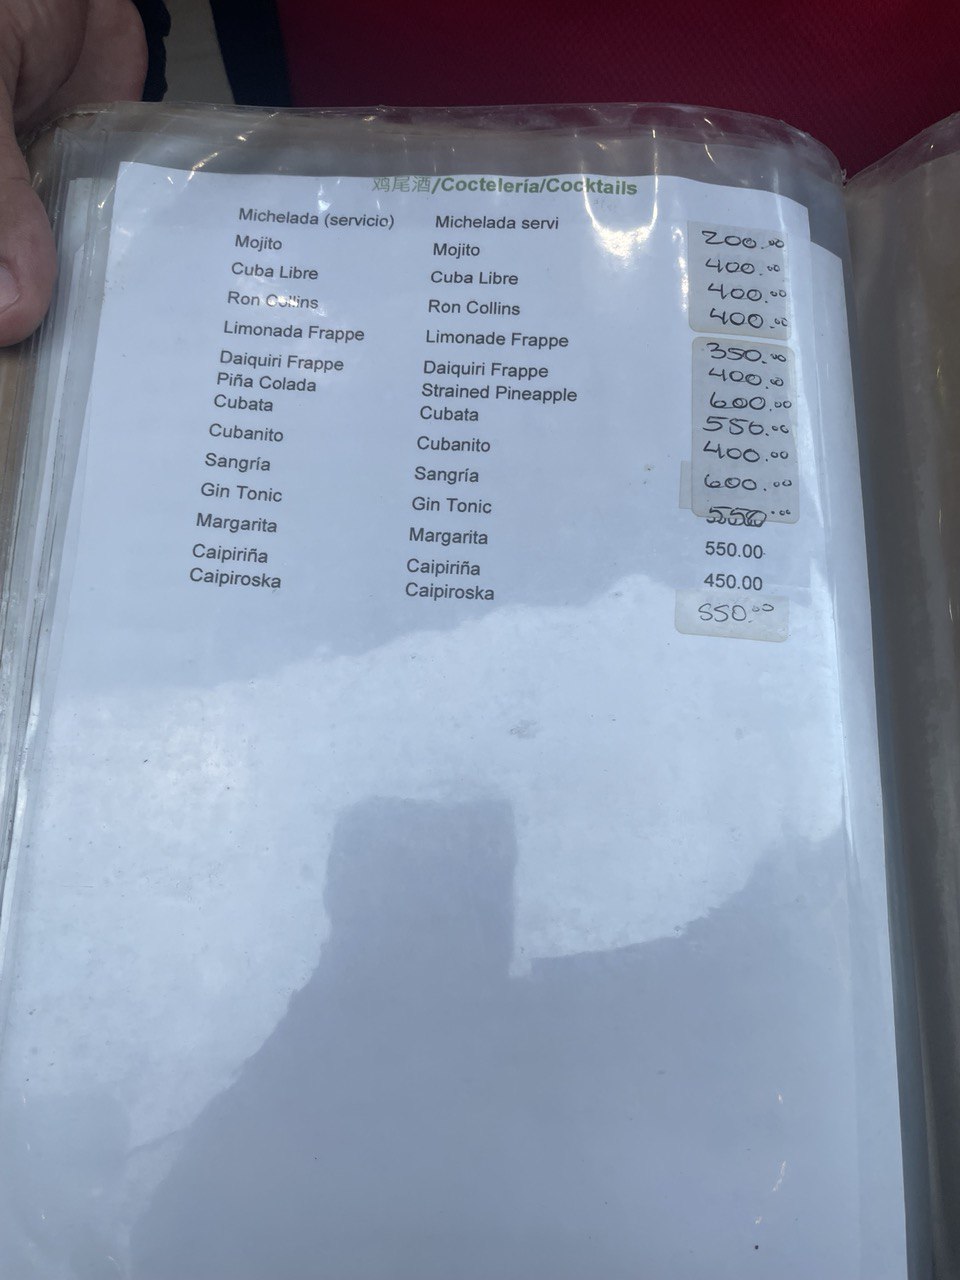 鸡尾酒/Coctelería/Cocktails
Michelada (servicio) Michelada servi 200.00
Mojito Mojito 400.00
Cuba Libre Cuba Libre 400.00
Ron Collins Ron Collins 400.00
Limonada Frappe Limonade Frappe 350.00
Daiquiri Frappe Daiquiri Frappe 400.00
Piña Colada Strained Pineapple 600.00
Cubata Cubata 550.00
Cubanito Cubanito 400.00
Sangría Sangría 600.00
Gin Tonic Gin Tonic 550.00
Margarita Margarita 550.00
Caipiriña Caipiriña 450.00
Caipiroska Caipiroska 550.00